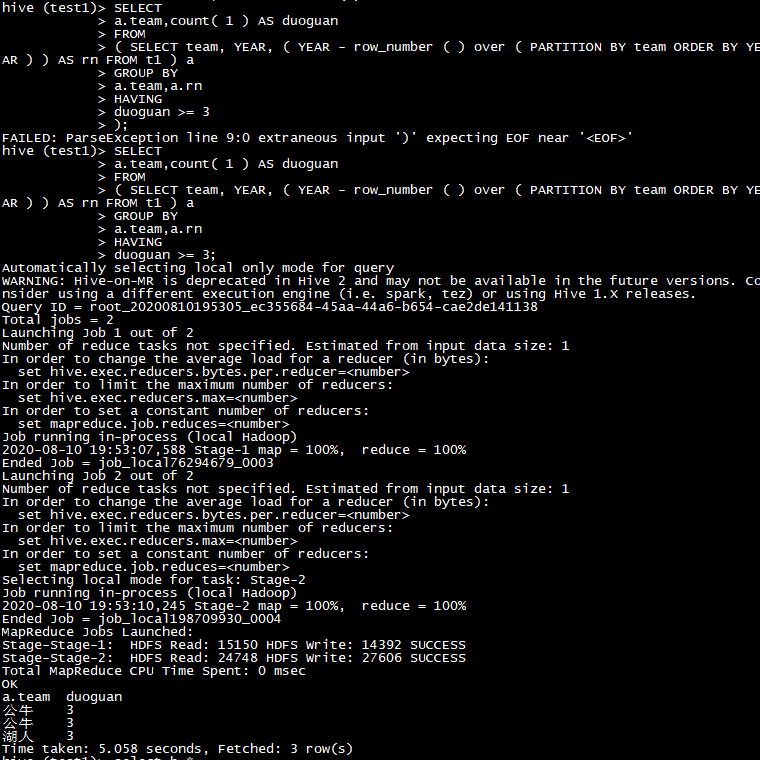 hive (test1)> SELECT
> a.team,count( 1 ) AS duoguan
> FROM
> ( SELECT team, YEAR, ( YEAR - row_number ( ) over ( PARTITION BY team ORDER BY YE
AR ) ) AS rn FROM t1 ) a
> GROUP BY
> a.team,a.rn
> HAVING
> duoguan >= 3
> );
FAILED: ParseException line 9:0 extraneous input ')' expecting EOF near '<EOF>'
hive (test1)> SELECT
> a.team,count( 1 ) AS duoguan
> FROM
> ( SELECT team, YEAR, ( YEAR - row_number ( ) over ( PARTITION BY team ORDER BY YE
AR ) ) AS rn FROM t1 ) a
> GROUP BY
> a.team,a.rn
> HAVING
> duoguan >= 3;
Automatically selecting local only mode for query
WARNING: Hive-on-MR is deprecated in Hive 2 and may not be available in the future versions. Co
nsider using a different execution engine (i.e. spark, tez) or using Hive 1.X releases.
Query ID = root_20200810195305_ec355684-45aa-44a6-b654-cae2de141138
Total jobs = 2
Launching Job 1 out of 2
Number of reduce tasks not specified. Estimated from input data size: 1
In order to change the average load for a reducer (in bytes):
set hive.exec.reducers.bytes.per.reducer=<number>
In order to limit the maximum number of reducers:
set hive.exec.reducers.max=<number>
In order to set a constant number of reducers:
set mapreduce.job.reduces=<number>
Job running in-process (local Hadoop)
2020-08-10 19:53:07,588 Stage-1 map = 100%,  reduce = 100%
Ended Job = job_local76294679_0003
Launching Job 2 out of 2
Number of reduce tasks not specified. Estimated from input data size: 1
In order to change the average load for a reducer (in bytes):
set hive.exec.reducers.bytes.per.reducer=<number>
In order to limit the maximum number of reducers:
set hive.exec.reducers.max=<number>
In order to set a constant number of reducers:
set mapreduce.job.reduces=<number>
Selecting local mode for task: Stage-2
Job running in-process (local Hadoop)
2020-08-10 19:53:10,245 Stage-2 map = 100%,  reduce = 100%
Ended Job = job_local198709930_0004
MapReduce Jobs Launched:
Stage-Stage-1:  HDFS Read: 15150 HDFS Write: 14392 SUCCESS
Stage-Stage-2:  HDFS Read: 24748 HDFS Write: 27606 SUCCESS
Total MapReduce CPU Time Spent: 0 msec
OK
a.team  duoguan
公牛    3
公牛    3
湖人    3
Time taken: 5.058 seconds, Fetched: 3 row(s)